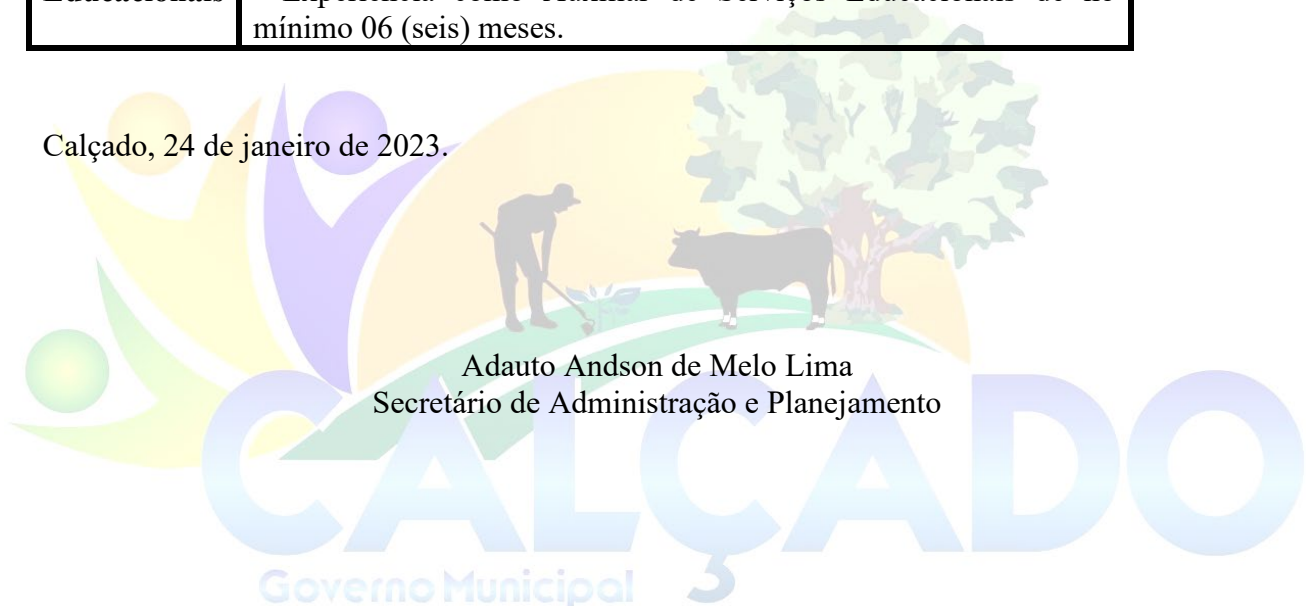 Educacionais
Experiência como Auxiliar de Serviços Educacionais de no
mínimo 06 (seis) meses.
Calçado, 24 de janeiro de 2023.
Adauto Andson de Melo Lima
Secretário de Administração e Planejamento
CALÇADO
Governo Municipal